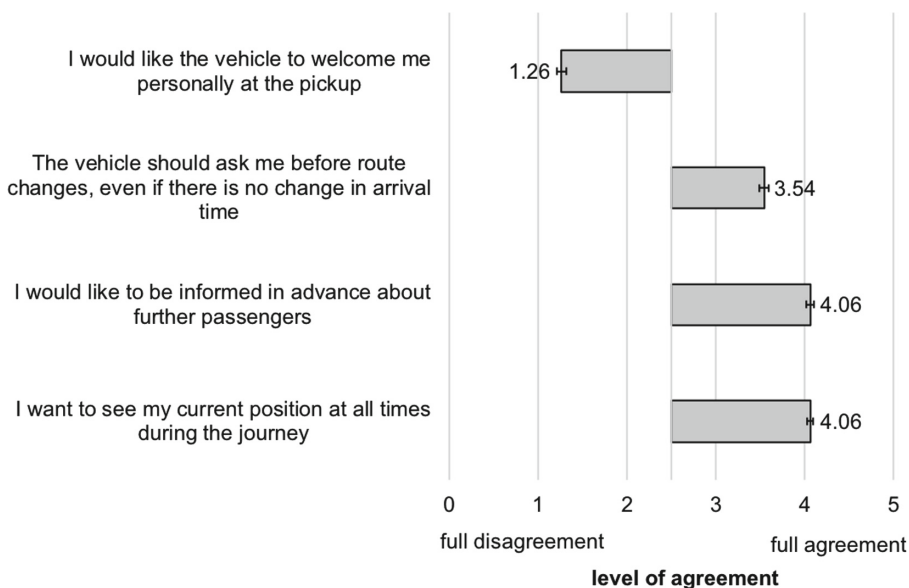 I would like the vehicle to welcome me
personally at the pickup
1.26
The vehicle should ask me before route
changes, even if there is no change in arrival
time
3.54
I would like to be informed in advance about
further passengers
4.06
I want to see my current position at all times
during the journey
4.06
0 1 2 3 4 5
full disagreement full agreement
level of agreement